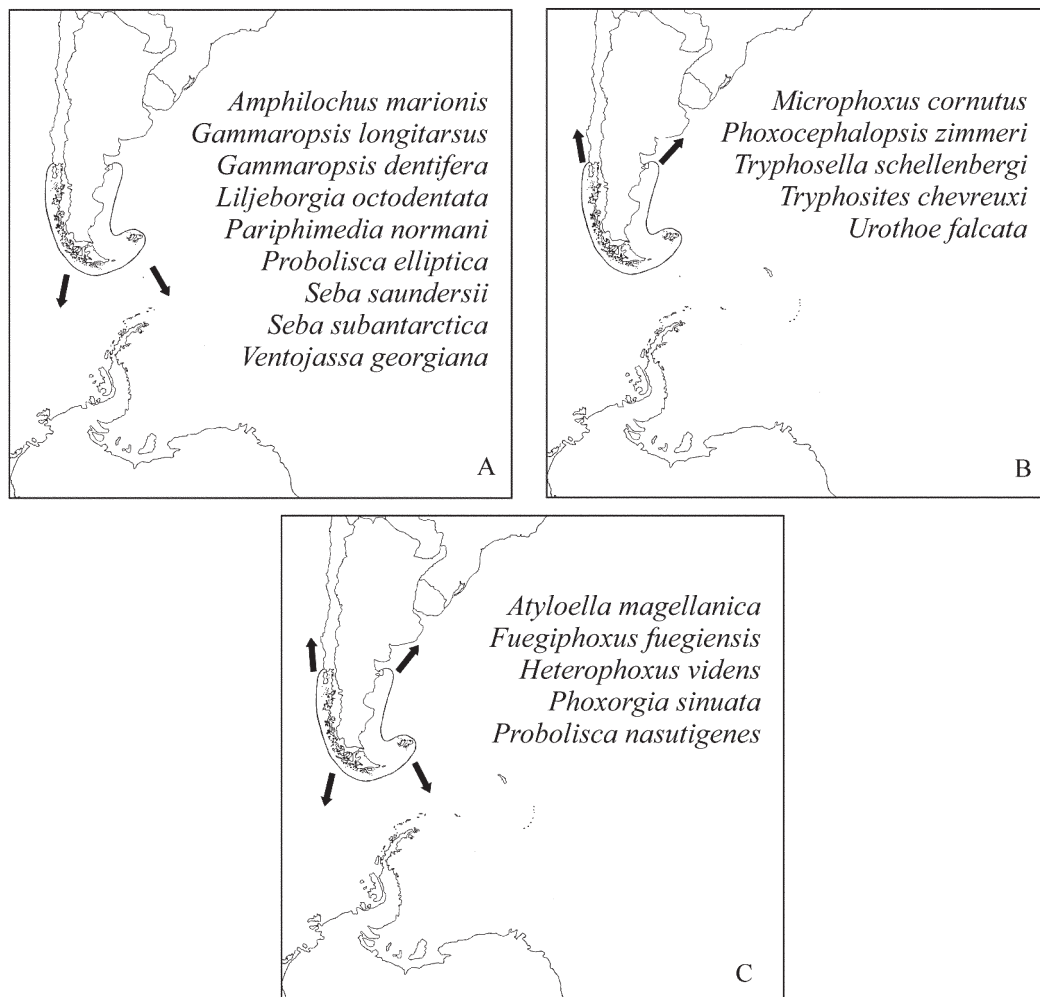 Amphilochus marionis
Gammaropsis longitarsus
Gammaropsis dentifera
Liljeborgia octodentata
Pariphimedia normani
Probolisca elliptica
Seba saundersii
Seba subantarctica
Ventojassa georgiana
A
Microphoxus cornutus
Phoxocephalopsis zimmeri
Tryphosella schellenbergi
Tryphosites chevreuxi
Urothoe falcata
B
Atyloella magellanica
Fuegiphoxus fuegiensis
Heterophoxus videns
Phoxorgia sinuata
Probolisca nasutigenes
C